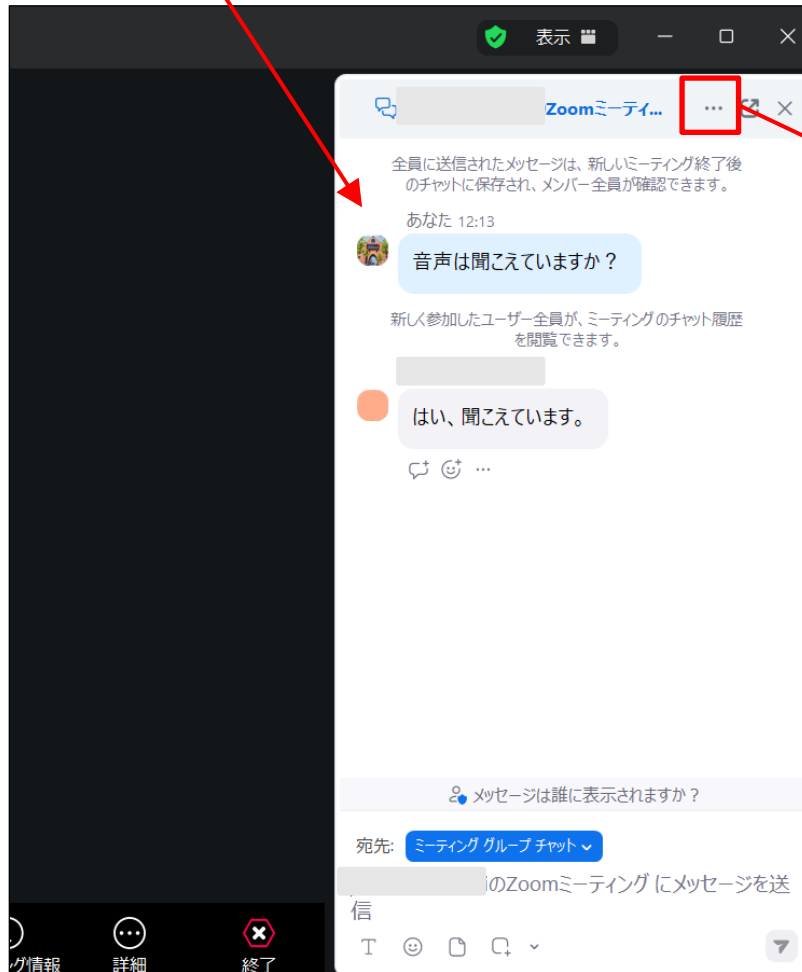 表示
Zoomミーティ...
全員に送信されたメッセージは、新しいミーティング終了後
のチャットに保存され、メンバー全員が確認できます。
あなた 12:13
音声は聞こえていますか？
新しく参加したユーザー全員が、ミーティングのチャット履歴
を閲覧できます。
はい、聞こえています。
メッセージは誰に表示されますか？
宛先: ミーティング グループ チャット
iのZoomミーティング にメッセージを送
信
グ情報 詳細 終了